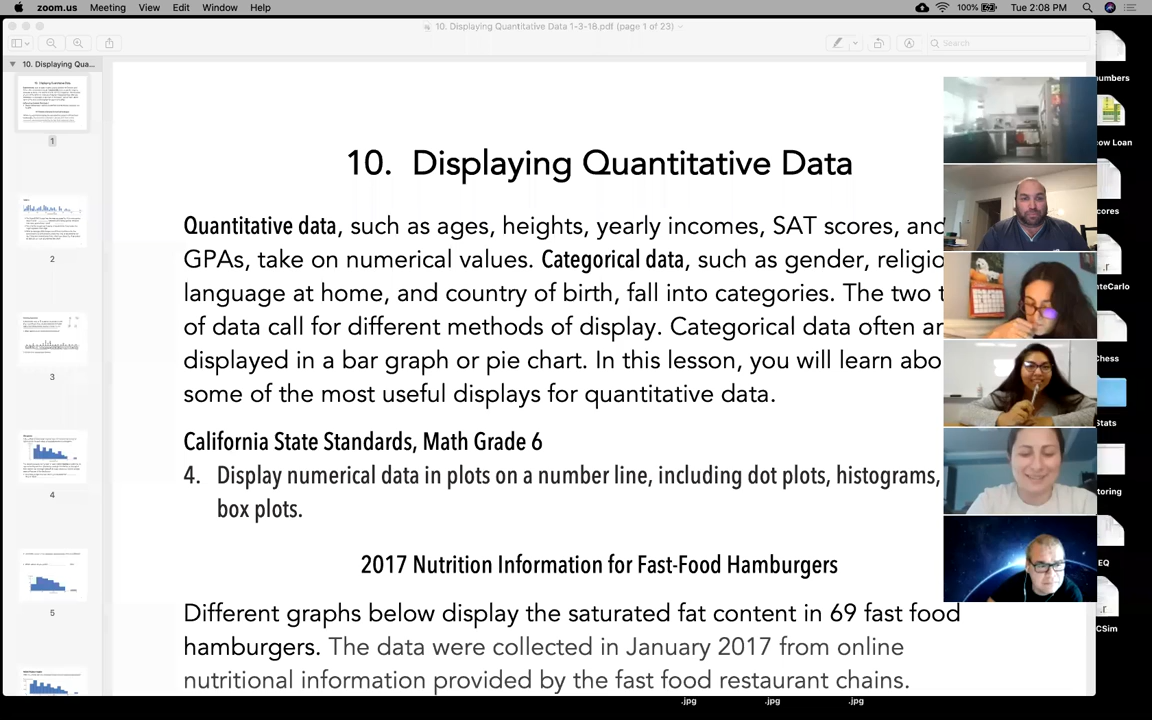 zoom.us Meeting View Edit Window Help 100% Tue 2:08 PM
10. Displaying Quantitative Data 1-3-18.pdf (page 1 of 23)
Search
10. Displaying Qua...
1
2
3
4
5
10. Displaying Quantitative Data
Quantitative data, such as ages, heights, yearly incomes, SAT scores, and
GPAs, take on numerical values. Categorical data, such as gender, religio
language at home, and country of birth, fall into categories. The two t
of data call for different methods of display. Categorical data often ar
displayed in a bar graph or pie chart. In this lesson, you will learn abo
some of the most useful displays for quantitative data.
California State Standards, Math Grade 6
4. Display numerical data in plots on a number line, including dot plots, histograms,
box plots.
2017 Nutrition Information for Fast-Food Hamburgers
Different graphs below display the saturated fat content in 69 fast food
hamburgers. The data were collected in January 2017 from online
nutritional information provided by the fast food restaurant chains.
umbers
ow Loan
cores
.r
nteCarlo
Chess
Stats
toring
EQ
.r
CSim
.jpg .jpg .jpg